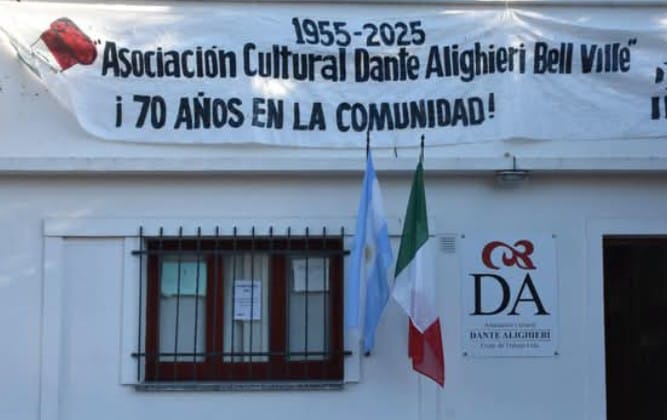 1955-2025
"Asociación Cultural Dante Alighieri Bell Ville"
¡ 70 AÑOS EN LA COMUNIDAD!
DA
DANTE ALIGHIERI